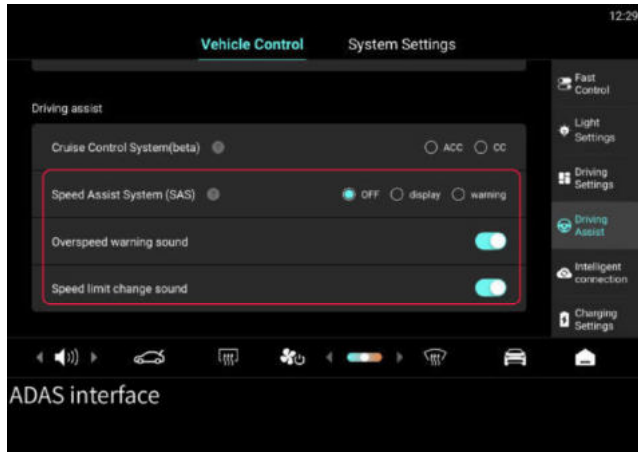 12:29
Vehicle Control System Settings
Fast
Control
Driving assist
Light
Settings
Cruise Control System(beta) ACC CC
Driving
Settings
Speed Assist System (SAS) OFF display warning
Driving
Assist
Overspeed warning sound
Intelligent
connection
Speed limit change sound
Charging
Settings
ADAS interface